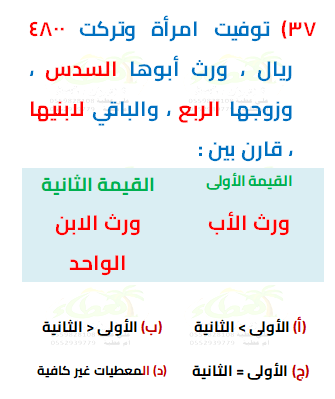 ٣٧) توفيت امرأة وتركت ٤٨٠٠
ريال ، ورث أبوها السدس ،
وزوجها الربع ، والباقي لابنيها
، قارن بين :
القيمة الأولى القيمة الثانية
ورث الأب ورث الابن
الواحد
(أ) الأولى > الثانية (ب) الأولى < الثانية
(ج) الأولى = الثانية (د) المعطيات غير كافية